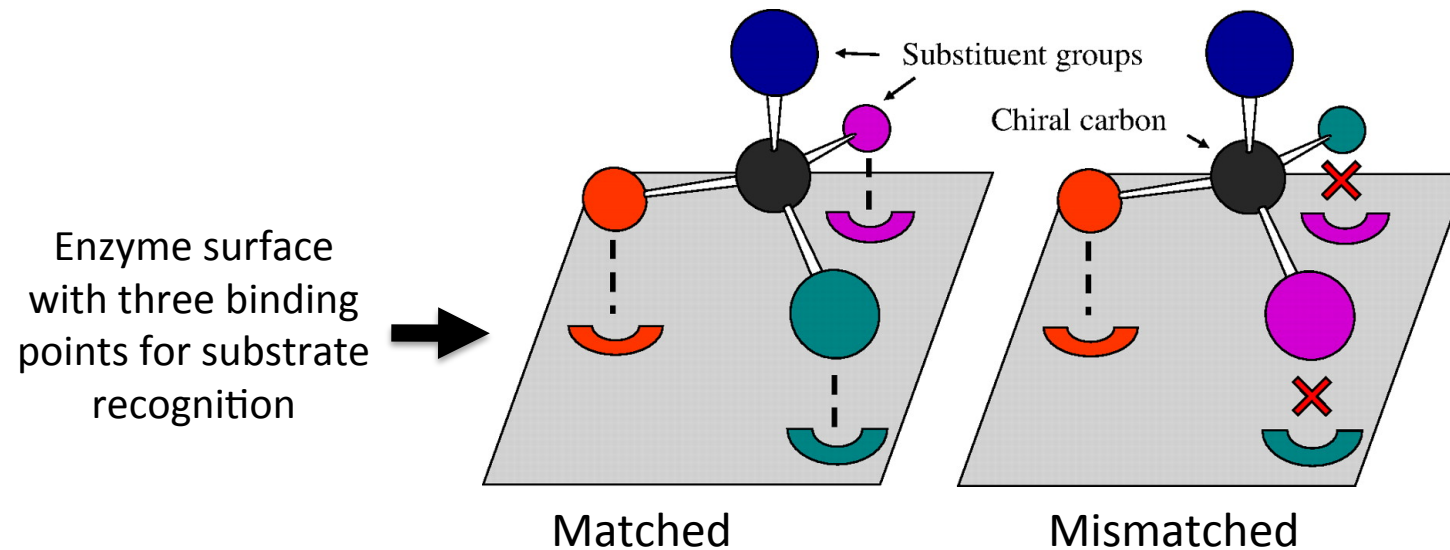 Substituent groups
Chiral carbon
Enzyme surface
with three binding
points for substrate
recognition
Matched
Mismatched